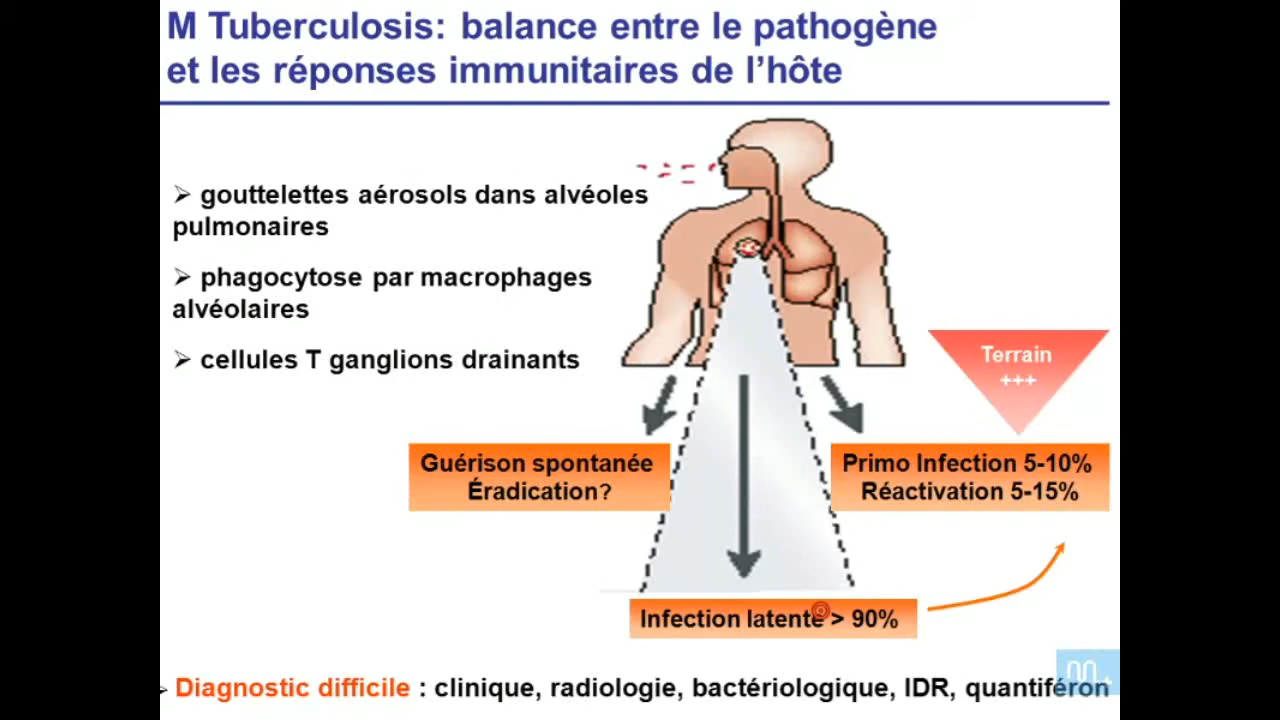 M Tuberculosis: balance entre le pathogène
et les réponses immunitaires de l’hôte
➢ gouttelettes aérosols dans alvéoles
pulmonaires
➢ phagocytose par macrophages
alvéolaires
➢ cellules T ganglions drainants
Terrain
+++
Guérison spontanée
Éradication?
Primo Infection 5-10%
Réactivation 5-15%
Infection latente > 90%
➢ Diagnostic difficile : clinique, radiologie, bactériologique, IDR, quantiféron